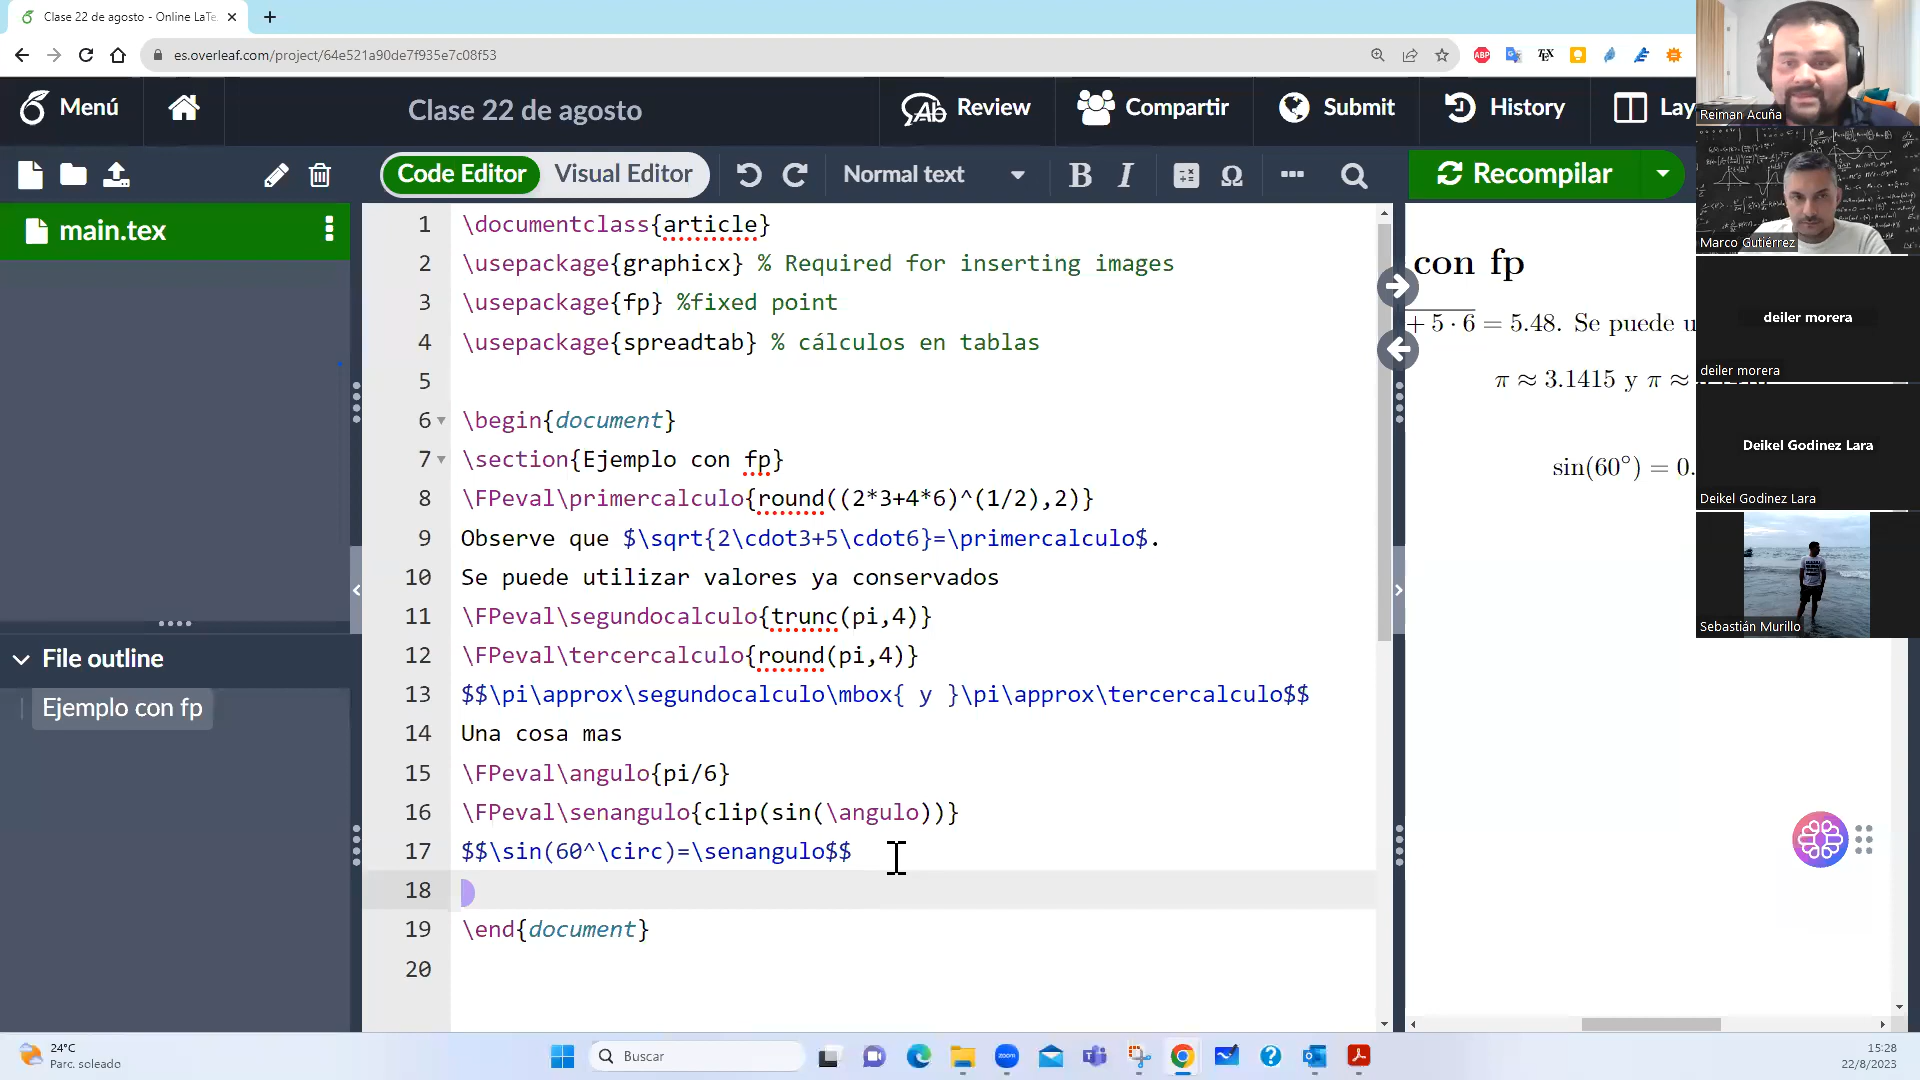 Clase 22 de agosto - Online LaTe
es.overleaf.com/project/64e521a90de7f935e7c08f53
ABP
TEX
Menú
Clase 22 de agosto
Review
Compartir
Submit
History
Lay
Code Editor
Visual Editor
Normal text
B
I
Ω
Recompilar
main.tex
File outline
Ejemplo con fp
1 \documentclass{article}
2 \usepackage{graphicx} % Required for inserting images
3 \usepackage{fp} %fixed point
4 \usepackage{spreadtab} % cálculos en tablas
5
6 \begin{document}
7 \section{Ejemplo con fp}
8 \FPeval\primercalculo{round((2*3+4*6)^(1/2),2)}
9 Observe que $\sqrt{2\cdot3+5\cdot6}=\primercalculo$.
10 Se puede utilizar valores ya conservados
11 \FPeval\segundocalculo{trunc(pi,4)}
12 \FPeval\tercercalculo{round(pi,4)}
13 $$\pi\approx\segundocalculo\mbox{ y }\pi\approx\tercercalculo$$
14 Una cosa mas
15 \FPeval\angulo{pi/6}
16 \FPeval\senangulo{clip(sin(\angulo))}
17 $$\sin(60^\circ)=\senangulo$$
18
19 \end{document}
20
con fp
+ 5 · 6 = 5.48. Se puede u
π ≈ 3.1415 y π ≈
sin(60°) = 0.
Reiman Acuña
Marco Gutiérrez
deiler morera
deiler morera
Deikel Godinez Lara
Deikel Godinez Lara
Sebastián Murillo
24°C
Parc. soleado
Buscar
zoom
15:28
22/8/2023